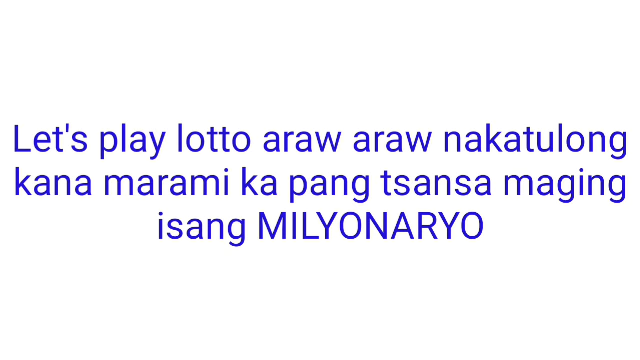 Let's play lotto araw araw nakatulong
kana marami ka pang tsansa maging
isang MILYONARYO